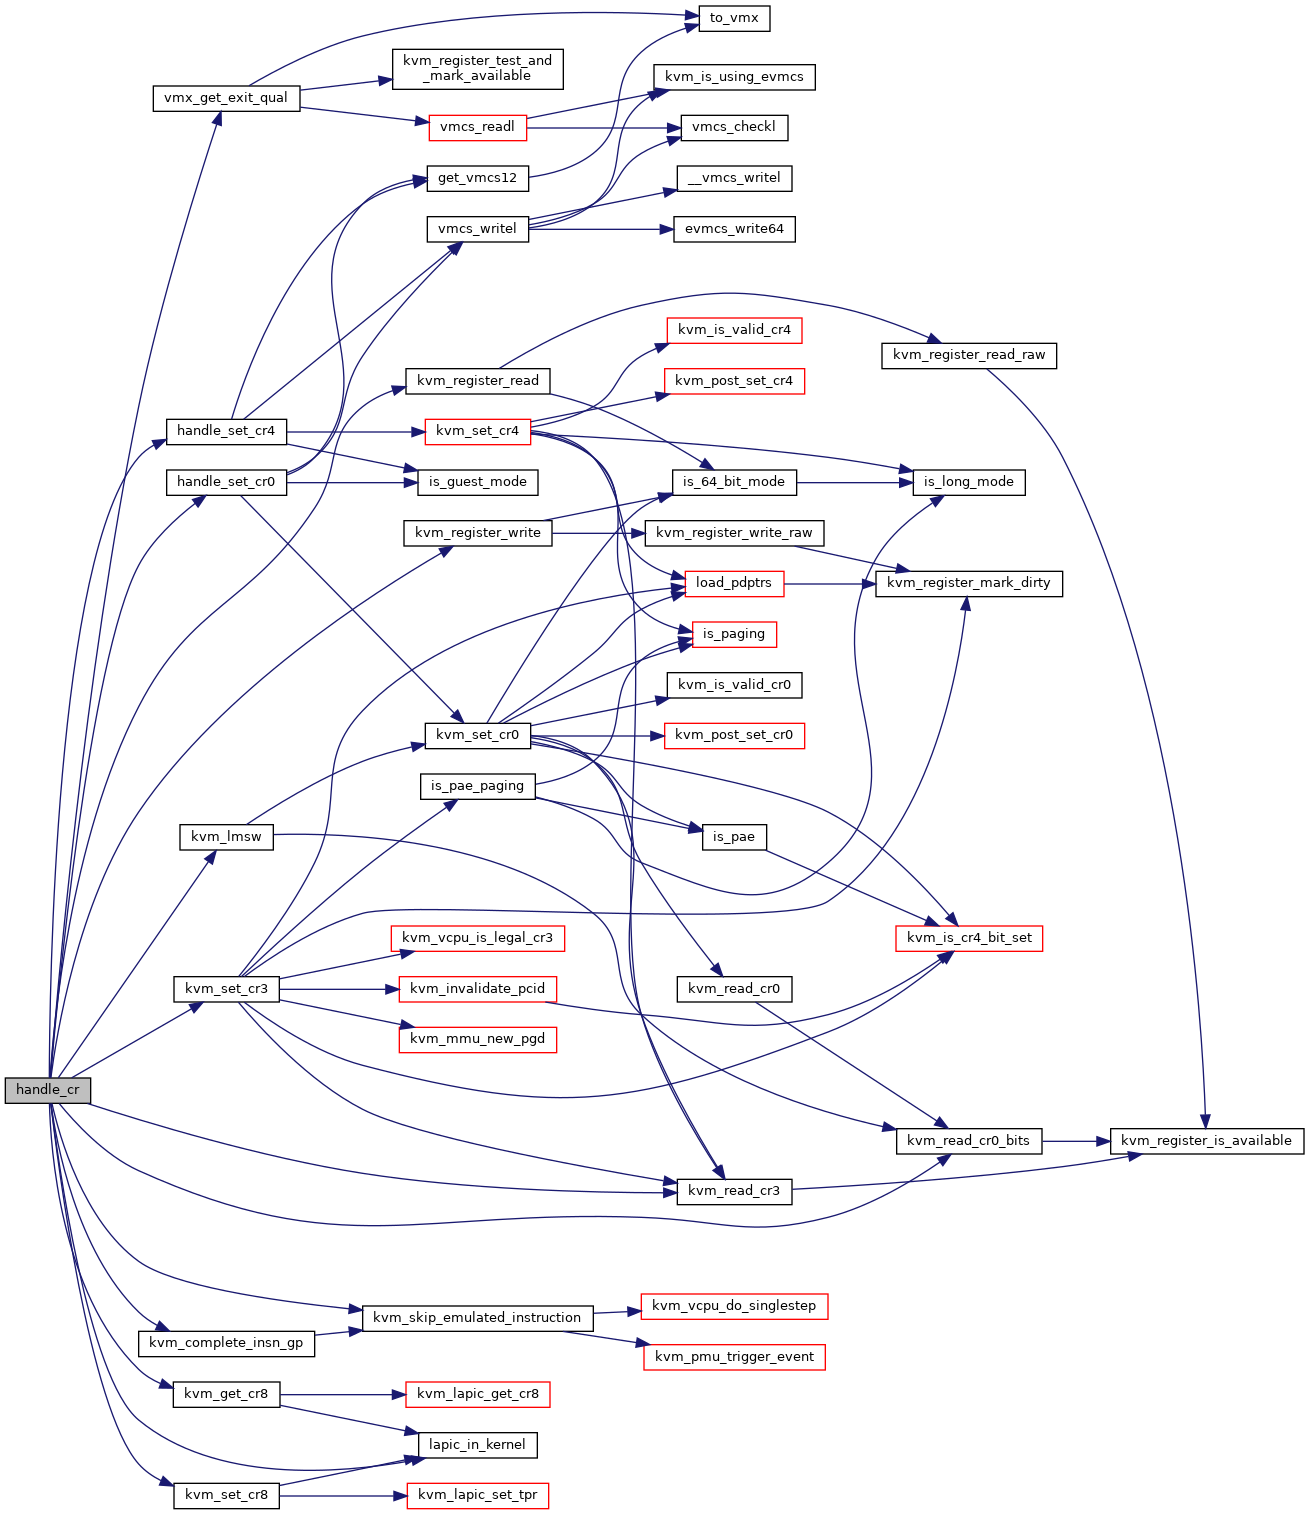 to_vmx
kvm_register_test_and
_mark_available
kvm_is_using_evmcs
vmx_get_exit_qual
vmcs_readl
vmcs_checkl
get_vmcs12
__vmcs_writel
vmcs_writel
evmcs_write64
kvm_is_valid_cr4
kvm_register_read_raw
kvm_register_read
kvm_post_set_cr4
handle_set_cr4
kvm_set_cr4
handle_set_cr0
is_guest_mode
is_64_bit_mode
is_long_mode
kvm_register_write
kvm_register_write_raw
load_pdptrs
kvm_register_mark_dirty
is_paging
kvm_is_valid_cr0
kvm_set_cr0
kvm_post_set_cr0
is_pae_paging
kvm_lmsw
is_pae
kvm_vcpu_is_legal_cr3
kvm_is_cr4_bit_set
kvm_set_cr3
kvm_invalidate_pcid
kvm_read_cr0
kvm_mmu_new_pgd
handle_cr
kvm_read_cr0_bits
kvm_register_is_available
kvm_read_cr3
kvm_vcpu_do_singlestep
kvm_skip_emulated_instruction
kvm_complete_insn_gp
kvm_pmu_trigger_event
kvm_get_cr8
kvm_lapic_get_cr8
lapic_in_kernel
kvm_set_cr8
kvm_lapic_set_tpr